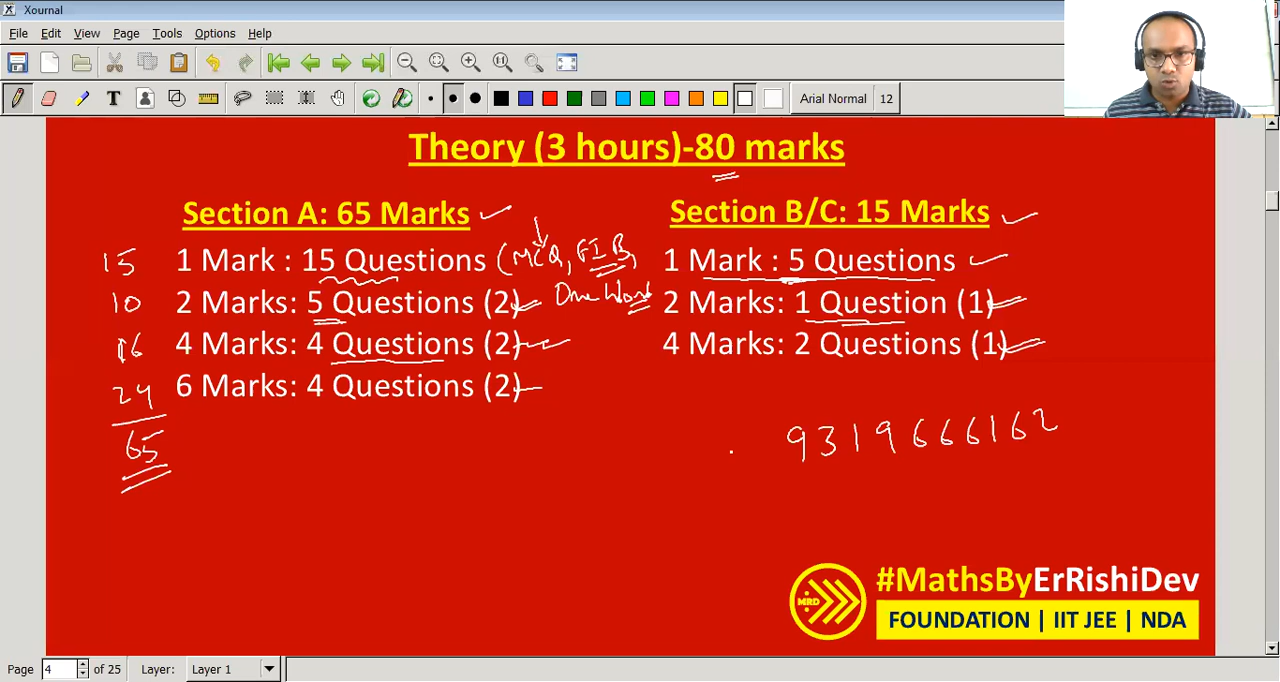 Xournal
File Edit View Page Tools Options Help
Arial Normal 12
Theory (3 hours)-80 marks
Section A: 65 Marks
15 1 Mark : 15 Questions (MCQ, FIB,
One Word
10 2 Marks: 5 Questions (2)
16 4 Marks: 4 Questions (2)
24 6 Marks: 4 Questions (2)
65
Section B/C: 15 Marks
1 Mark : 5 Questions
2 Marks: 1 Question (1)
4 Marks: 2 Questions (1)
9319666162
MRD
#MathsByErRishiDev
FOUNDATION | IIT JEE | NDA
Page 4 of 25 Layer: Layer 1